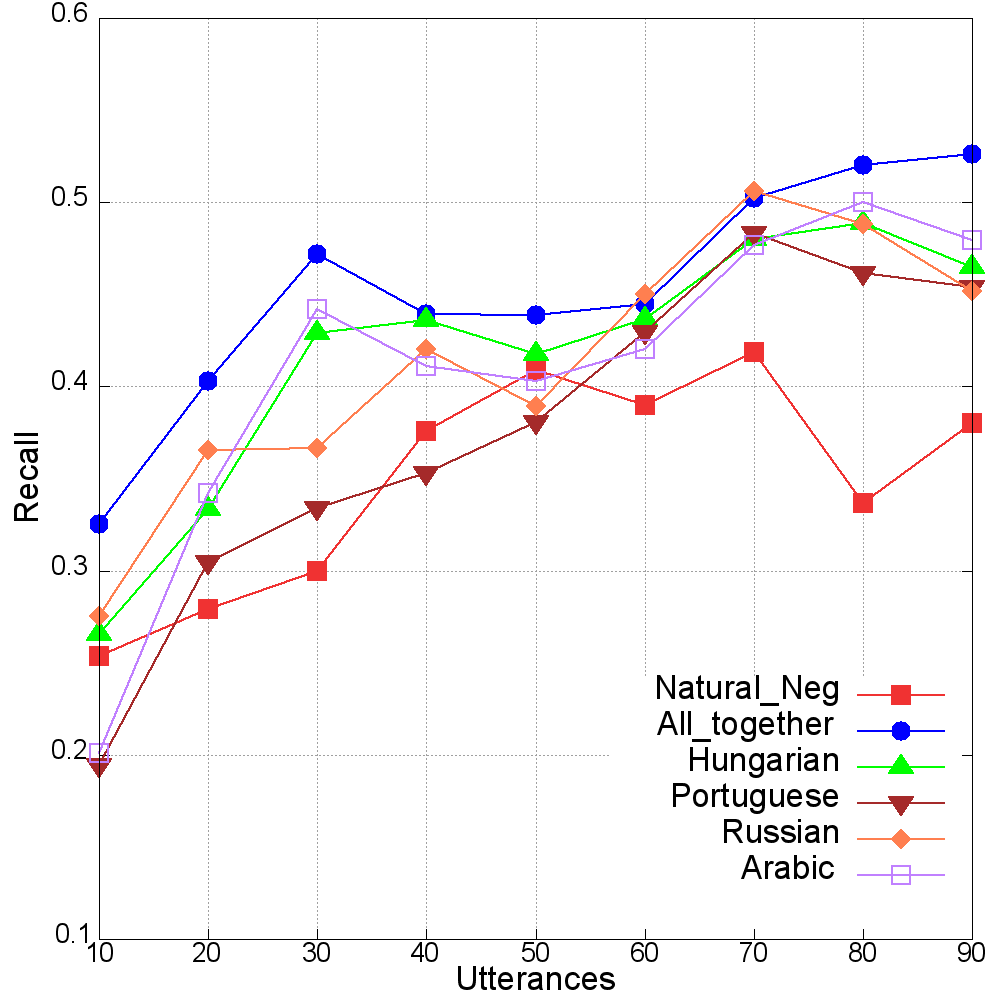 0.6
0.5
0.4
0.3
0.2
0.1
Recall
Natural_Neg
All_together
Hungarian
Portuguese
Russian
Arabic
10 20 30 40 50 60 70 80 90
Utterances